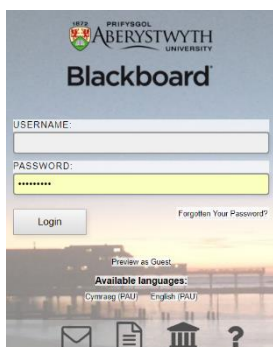 1872
PRIFYSGOL
ABERYSTWYTH
UNIVERSITY
Blackboard
USERNAME:
PASSWORD:
•••••••••
Login
Forgotten Your Password?
Preview as Guest
Available languages:
Cymraeg (PAU) English (PAU)
?